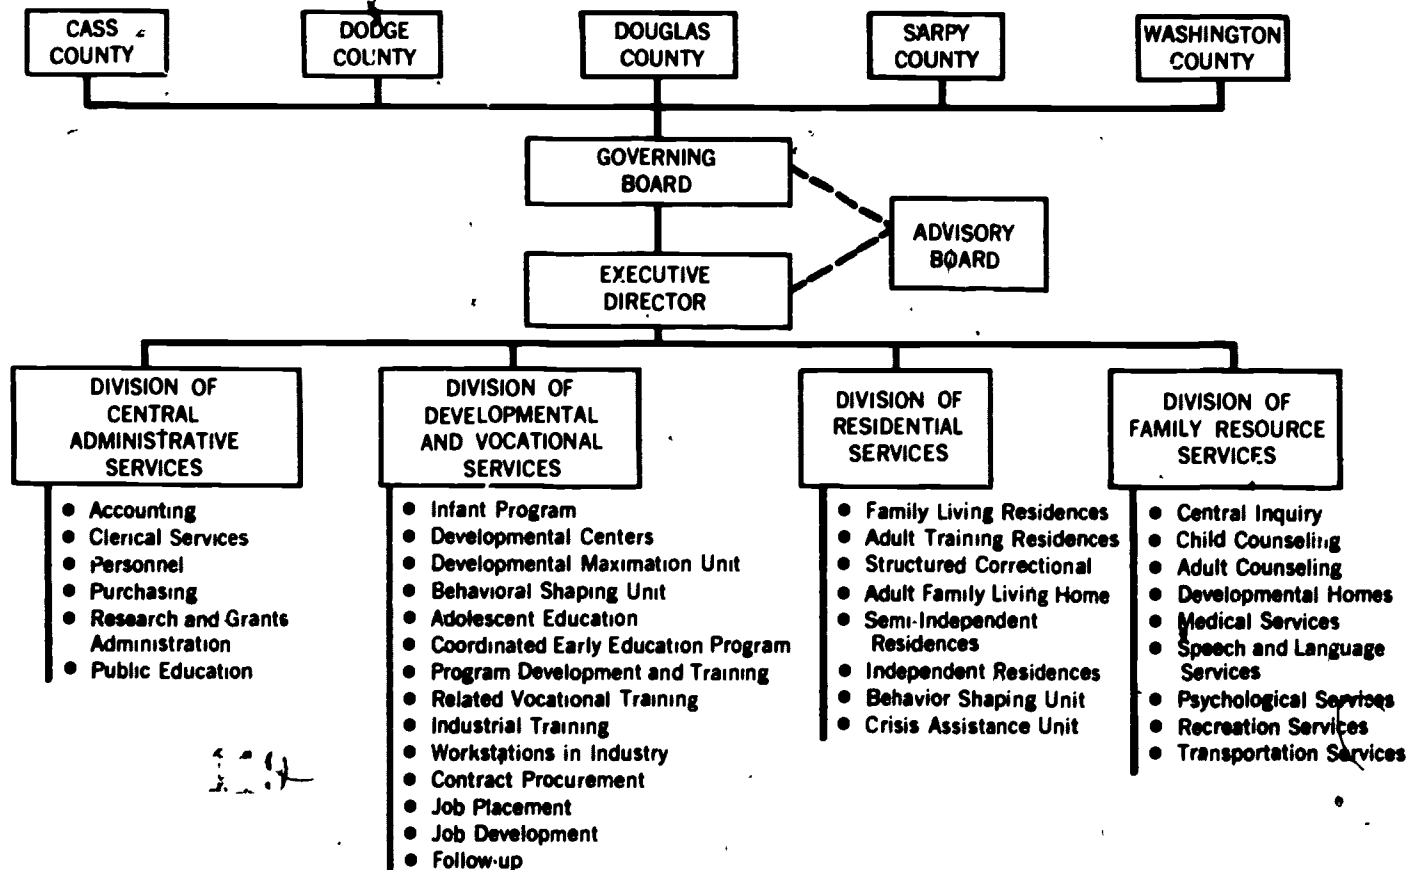 CASS
COUNTY
DODGE
COUNTY
DOUGLAS
COUNTY
SARPY
COUNTY
WASHINGTON
COUNTY
GOVERNING
BOARD
ADVISORY
BOARD
EXECUTIVE
DIRECTOR
DIVISION OF
CENTRAL
ADMINISTRATIVE
SERVICES
● Accounting
● Clerical Services
● Personnel
● Purchasing
● Research and Grants
Administration
● Public Education
DIVISION OF
DEVELOPMENTAL
AND VOCATIONAL
SERVICES
● Infant Program
● Developmental Centers
● Developmental Maximation Unit
● Behavioral Shaping Unit
● Adolescent Education
● Coordinated Early Education Program
● Program Development and Training
● Related Vocational Training
● Industrial Training
● Workstations in Industry
● Contract Procurement
● Job Placement
● Job Development
● Follow-up
DIVISION OF
RESIDENTIAL
SERVICES
● Family Living Residences
● Adult Training Residences
● Structured Correctional
● Adult Family Living Home
● Semi-Independent
Residences
● Independent Residences
● Behavior Shaping Unit
● Crisis Assistance Unit
DIVISION OF
FAMILY RESOURCE
SERVICES
● Central Inquiry
● Child Counseling
● Adult Counseling
● Developmental Homes
● Medical Services
● Speech and Language
Services
● Psychological Services
● Recreation Services
● Transportation Services